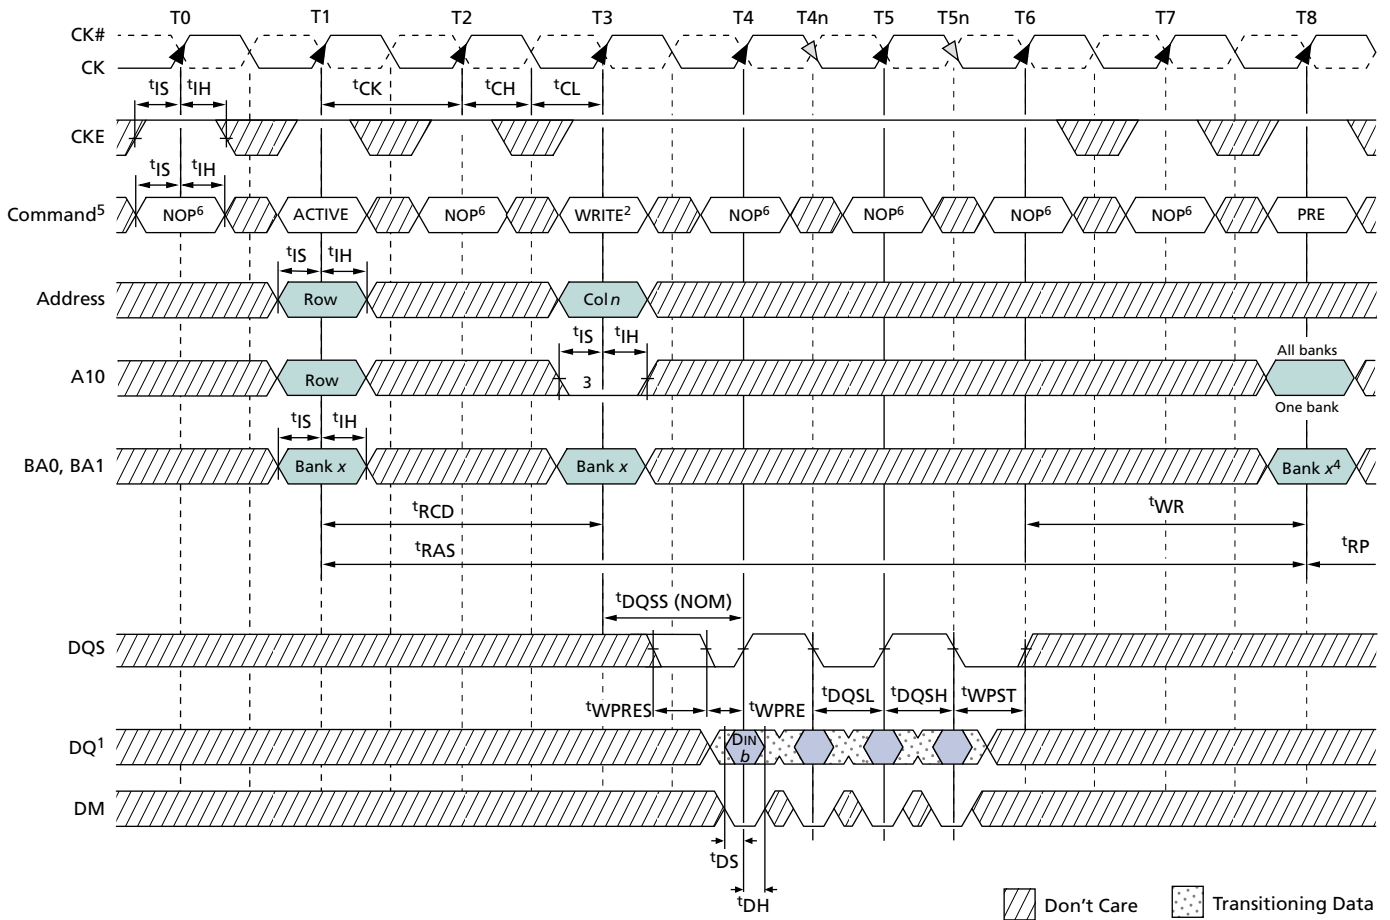 T0 T1 T2 T3 T4 T4n T5 T5n T6 T7 T8
CK#
CK
tIS tIH tCK tCH tCL
CKE
tIS tIH
Command5 NOP6 ACTIVE NOP6 WRITE2 NOP6 NOP6 NOP6 NOP6 PRE
tIS tIH
Address Row Col n
tIS tIH
All banks
A10 Row 3
One bank
tIS tIH
BA0, BA1 Bank x Bank x Bank x4
tRCD tWR
tRAS tRP
tDQSS (NOM)
DQS
tWPRES tWPRE tDQSL tDQSH tWPST
DQ1 DIN
b
DM
tDS
tDH
Don't Care Transitioning Data